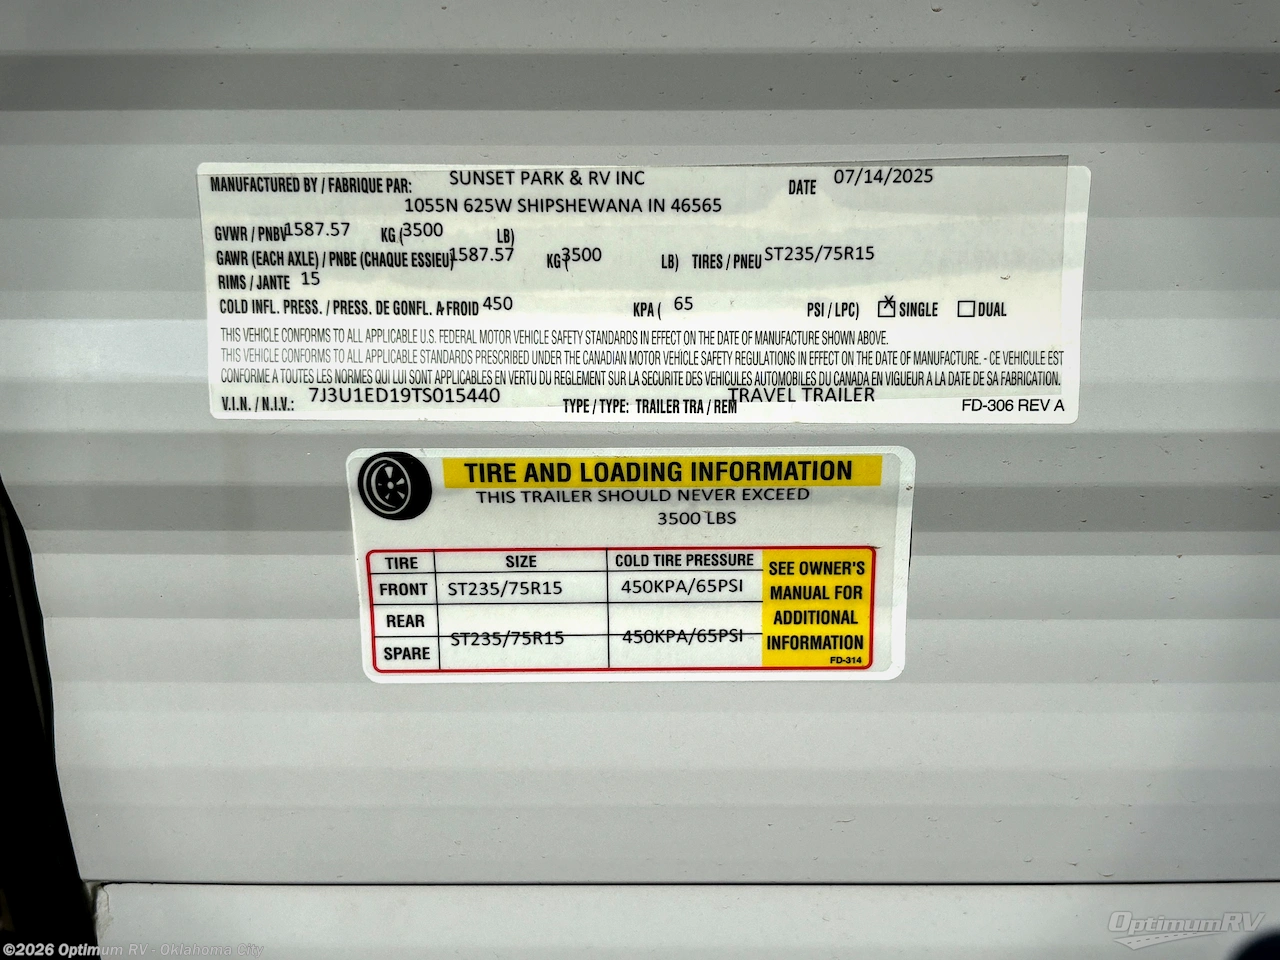 MANUFACTURED BY / FABRIQUE PAR: SUNSET PARK & RV INC DATE 07/14/2025
1055N 625W SHIPSHEWANA IN 46565
GVWR / PNBV 1587.57 KG (3500 LB)
GAWR (EACH AXLE) / PNBE (CHAQUE ESSIEU) 1587.57 KG (3500 LB) TIRES / PNEU ST235/75R15
RIMS / JANTE 15
COLD INFL. PRESS. / PRESS. DE GONFL. A FROID 450 KPA ( 65 PSI / LPC) X SINGLE DUAL
THIS VEHICLE CONFORMS TO ALL APPLICABLE U.S. FEDERAL MOTOR VEHICLE SAFETY STANDARDS IN EFFECT ON THE DATE OF MANUFACTURE SHOWN ABOVE.
THIS VEHICLE CONFORMS TO ALL APPLICABLE STANDARDS PRESCRIBED UNDER THE CANADIAN MOTOR VEHICLE SAFETY REGULATIONS IN EFFECT ON THE DATE OF MANUFACTURE. - CE VEHICULE EST
CONFORME A TOUTES LES NORMES QUI LUI SONT APPLICABLES EN VERTU DU REGLEMENT SUR LA SECURITE DES VEHICULES AUTOMOBILES DU CANADA EN VIGUEUR A LA DATE DE SA FABRICATION.
V.I.N. / N.I.V.: 7J3U1ED19TS015440 TYPE / TYPE: TRAILER TRA / REM TRAVEL TRAILER FD-306 REV A
TIRE AND LOADING INFORMATION
THIS TRAILER SHOULD NEVER EXCEED
3500 LBS
TIRE SIZE COLD TIRE PRESSURE
FRONT ST235/75R15 450KPA/65PSI
REAR
ST235/75R15 450KPA/65PSI
SPARE
SEE OWNER'S
MANUAL FOR
ADDITIONAL
INFORMATION
FD-314
©2026 Optimum RV - Oklahoma City
OptimumRV